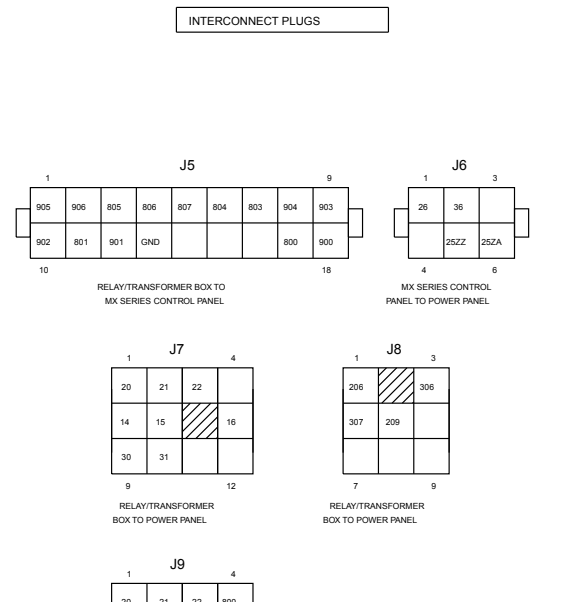 INTERCONNECT PLUGS
J5
1 9
905 906 805 806 807 804 803 904 903
902 801 901 GND 800 900
10 18
RELAY/TRANSFORMER BOX TO
MX SERIES CONTROL PANEL
J6
1 3
26 36
25ZZ 25ZA
4 6
MX SERIES CONTROL
PANEL TO POWER PANEL
J7
1 4
20 21 22
14 15 16
30 31
9 12
RELAY/TRANSFORMER
BOX TO POWER PANEL
J8
1 3
206 306
307 209
7 9
RELAY/TRANSFORMER
BOX TO POWER PANEL
J9
1 4
20 21 22